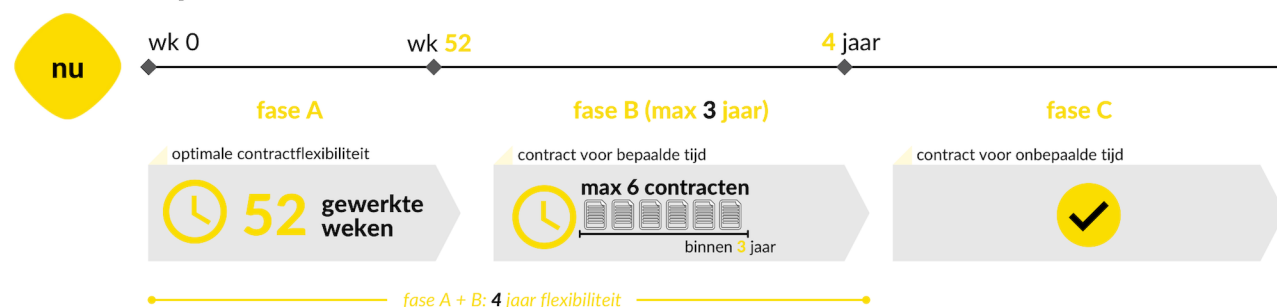 nu
wk 0
wk 52
4 jaar
fase A
fase B (max 3 jaar)
fase C
optimale contractflexibiliteit
contract voor bepaalde tijd
contract voor onbepaalde tijd
52 gewerkte
weken
max 6 contracten
binnen 3 jaar
fase A + B: 4 jaar flexibiliteit